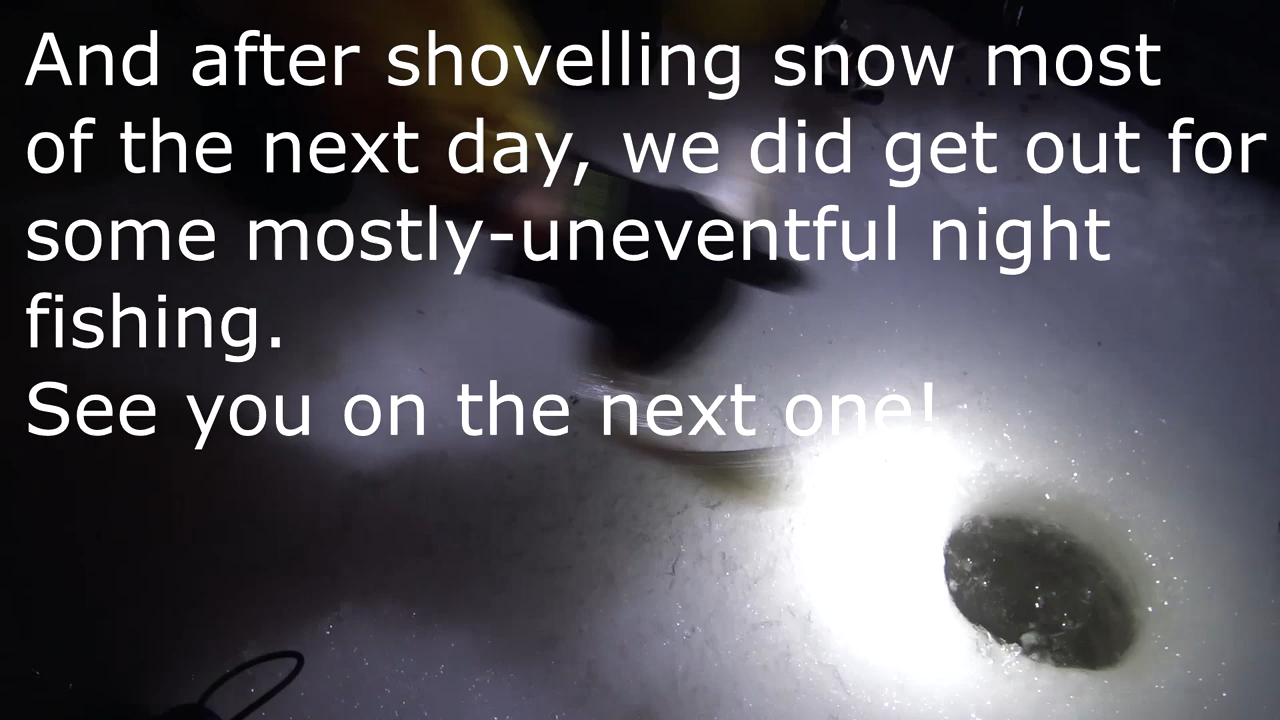 And after shovelling snow most
of the next day, we did get out for
some mostly-uneventful night
fishing.
See you on the next one!